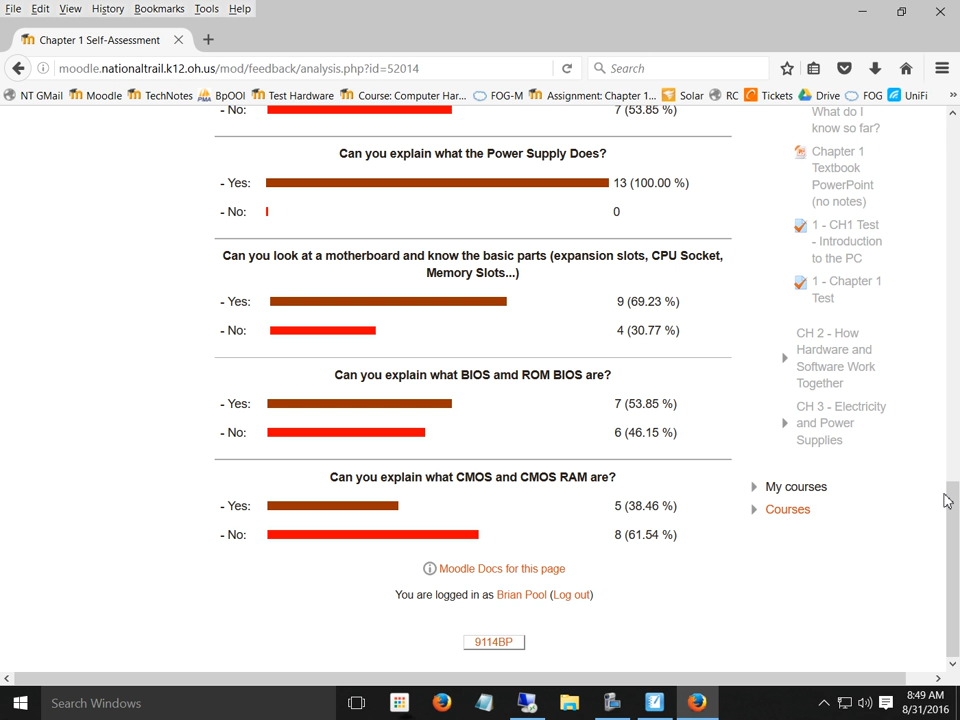 File Edit View History Bookmarks Tools Help
Chapter 1 Self-Assessment
moodle.nationaltrail.k12.oh.us/mod/feedback/analysis.php?id=52014
Search
NT GMail Moodle TechNotes BpOOl Test Hardware Course: Computer Har... FOG-M Assignment: Chapter 1... Solar RC Tickets Drive FOG UniFi
- No: 7 (53.85 %)
Can you explain what the Power Supply Does?
- Yes: 13 (100.00 %)
- No: 0
Can you look at a motherboard and know the basic parts (expansion slots, CPU Socket,
Memory Slots...)
- Yes: 9 (69.23 %)
- No: 4 (30.77 %)
Can you explain what BIOS amd ROM BIOS are?
- Yes: 7 (53.85 %)
- No: 6 (46.15 %)
Can you explain what CMOS and CMOS RAM are?
- Yes: 5 (38.46 %)
- No: 8 (61.54 %)
Moodle Docs for this page
You are logged in as Brian Pool (Log out)
9114BP
What do I
know so far?
Chapter 1
Textbook
PowerPoint
(no notes)
1 - CH1 Test
- Introduction
to the PC
1 - Chapter 1
Test
CH 2 - How
Hardware and
Software Work
Together
CH 3 - Electricity
and Power
Supplies
My courses
Courses
Search Windows
8:49 AM
8/31/2016